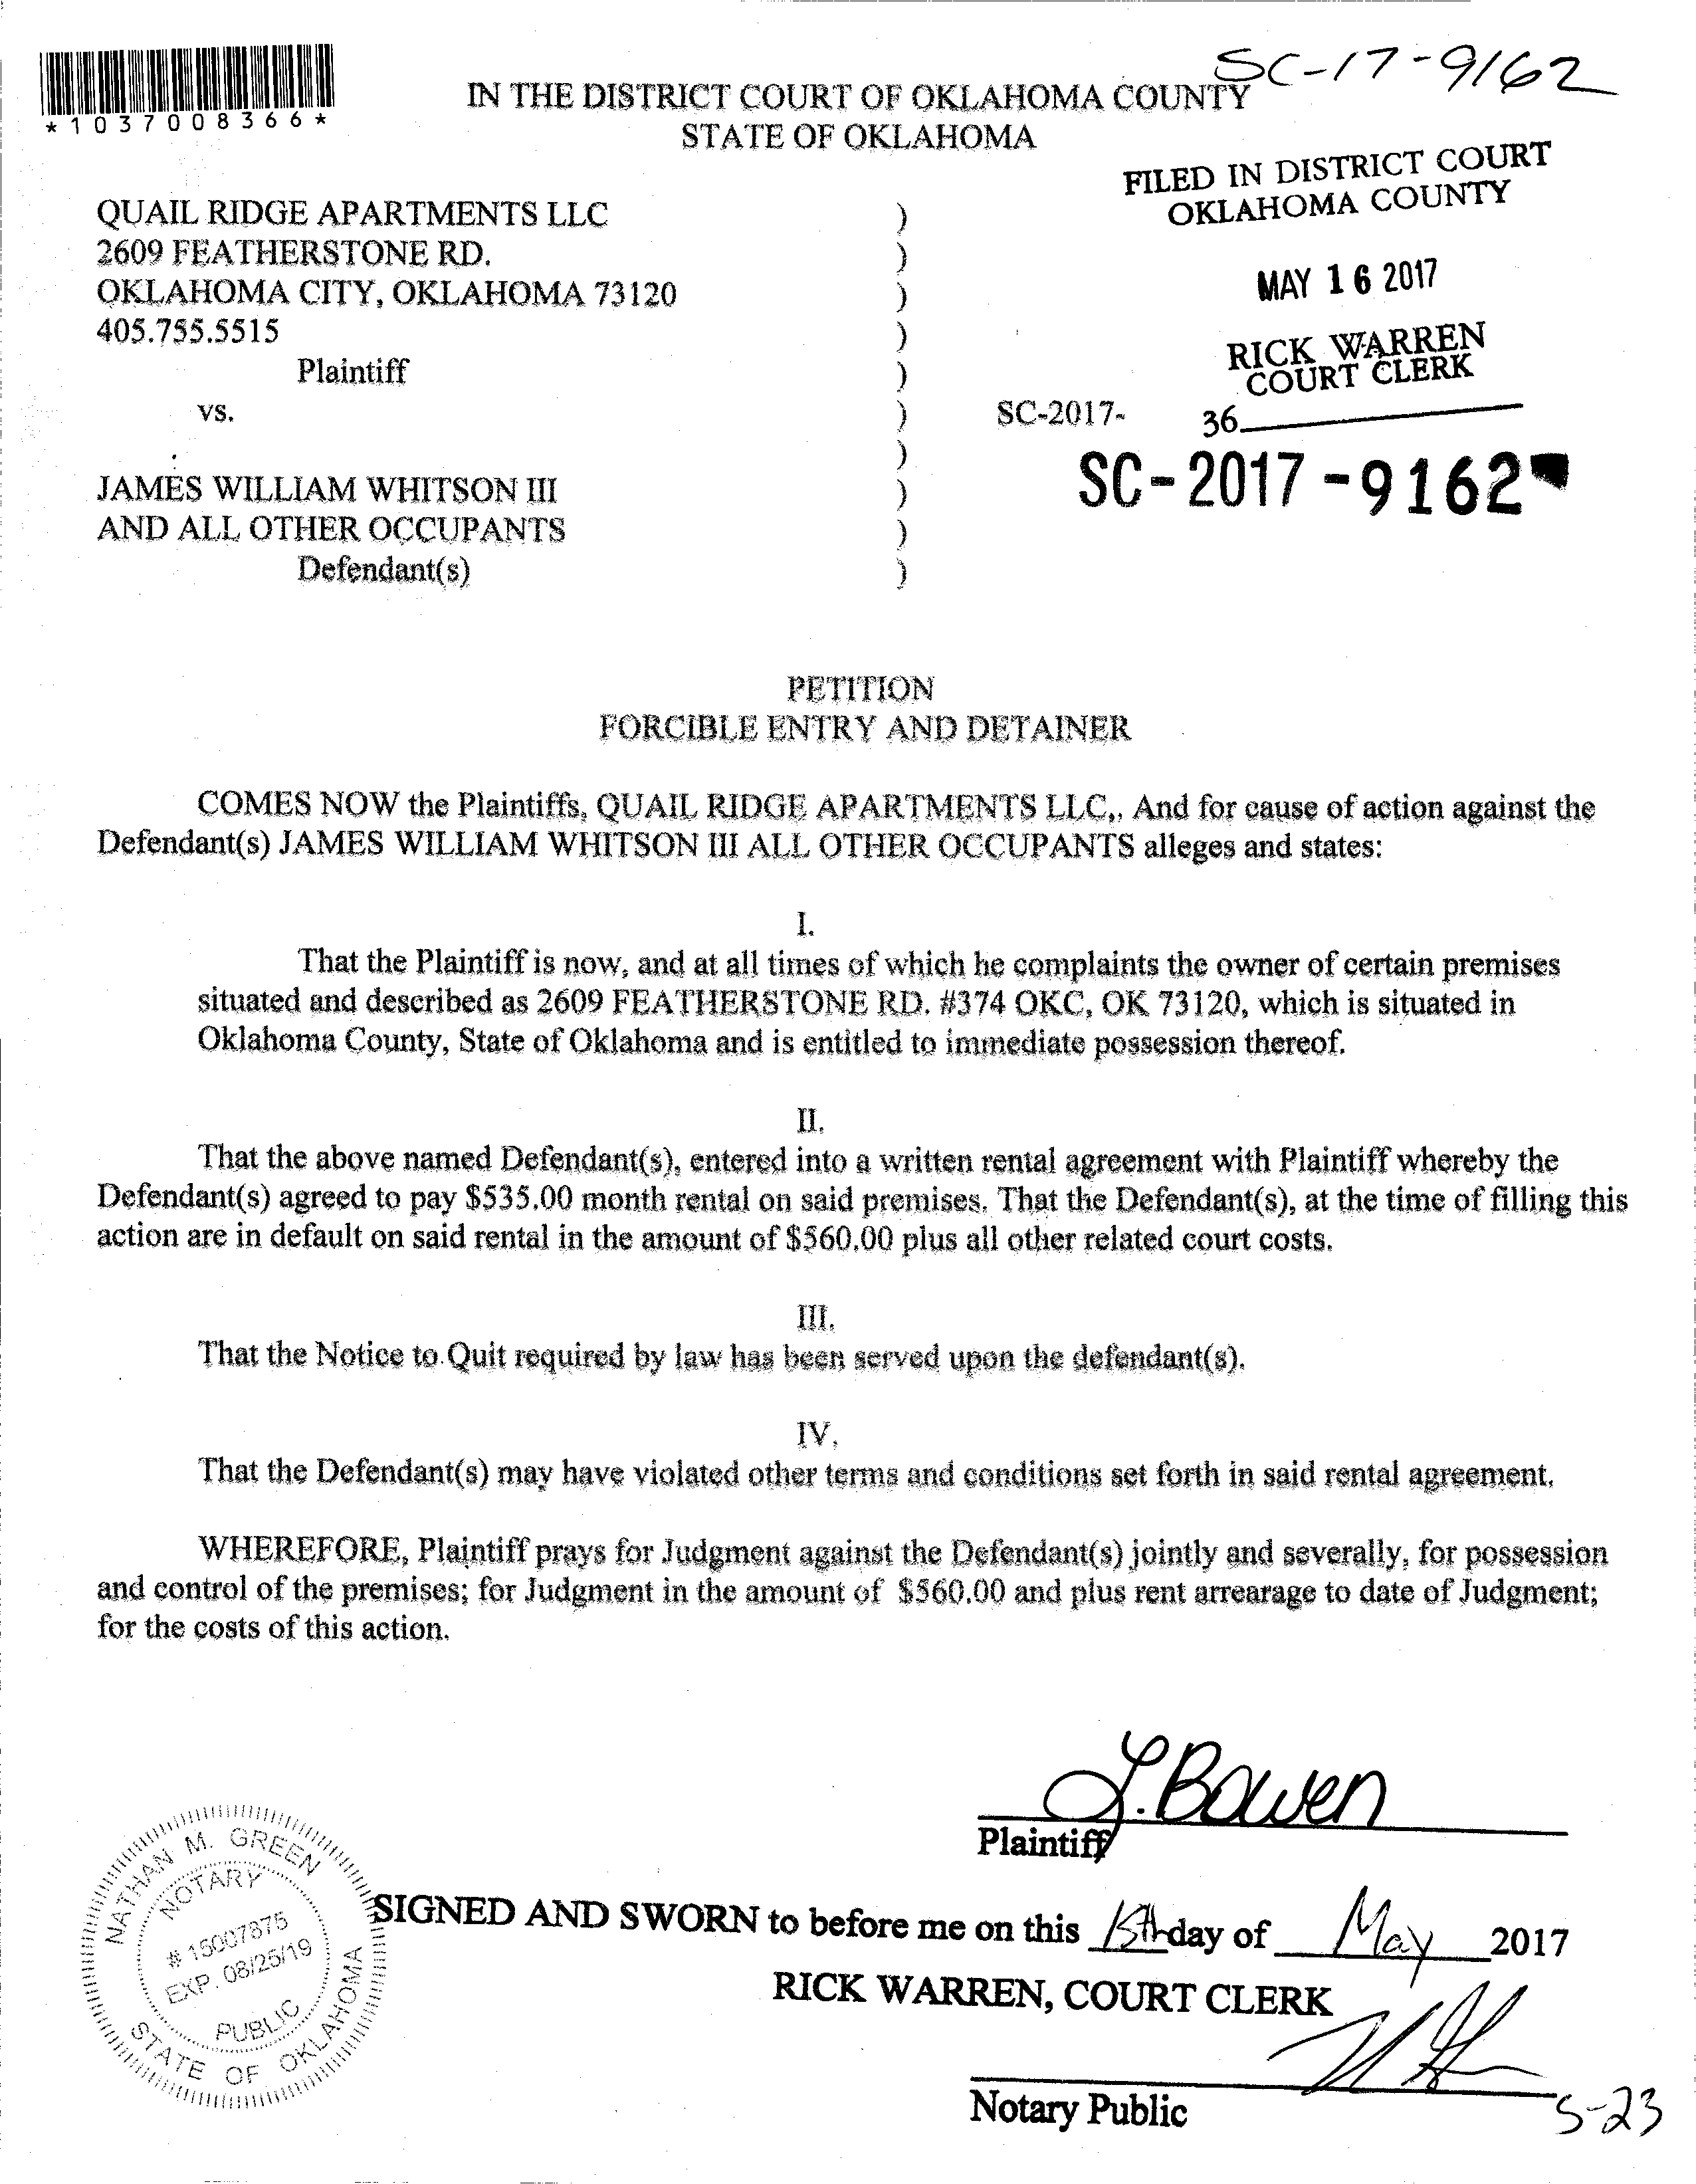 SC-17-9162
*1037008366*
IN THE DISTRICT COURT OF OKLAHOMA COUNTY
STATE OF OKLAHOMA
FILED IN DISTRICT COURT
OKLAHOMA COUNTY
MAY 16 2017
RICK WARREN
COURT CLERK
36
QUAIL RIDGE APARTMENTS LLC )
2609 FEATHERSTONE RD. )
OKLAHOMA CITY, OKLAHOMA 73120 )
405.755.5515 )
Plaintiff )
vs. ) SC-2017-
)
JAMES WILLIAM WHITSON III ) SC-2017-9162
AND ALL OTHER OCCUPANTS )
Defendant(s) )
PETITION
FORCIBLE ENTRY AND DETAINER
COMES NOW the Plaintiffs, QUAIL RIDGE APARTMENTS LLC,, And for cause of action against the
Defendant(s) JAMES WILLIAM WHITSON III ALL OTHER OCCUPANTS alleges and states:
I.
That the Plaintiff is now, and at all times of which he complaints the owner of certain premises
situated and described as 2609 FEATHERSTONE RD. #374 OKC, OK 73120, which is situated in
Oklahoma County, State of Oklahoma and is entitled to immediate possession thereof.
II.
That the above named Defendant(s), entered into a written rental agreement with Plaintiff whereby the
Defendant(s) agreed to pay $535.00 month rental on said premises. That the Defendant(s), at the time of filling this
action are in default on said rental in the amount of $560.00 plus all other related court costs.
III.
That the Notice to Quit required by law has been served upon the defendant(s).
IV.
That the Defendant(s) may have violated other terms and conditions set forth in said rental agreement.
WHEREFORE, Plaintiff prays for Judgment against the Defendant(s) jointly and severally, for possession
and control of the premises; for Judgment in the amount of $560.00 and plus rent arrearage to date of Judgment;
for the costs of this action.
L. Bowen
Plaintiff
NATHAN M. GREEN
NOTARY
# 15007875
EXP. 08/25/19
PUBLIC
STATE OF OKLAHOMA
SIGNED AND SWORN to before me on this 15th day of May 2017
RICK WARREN, COURT CLERK
Notary Public
5-23